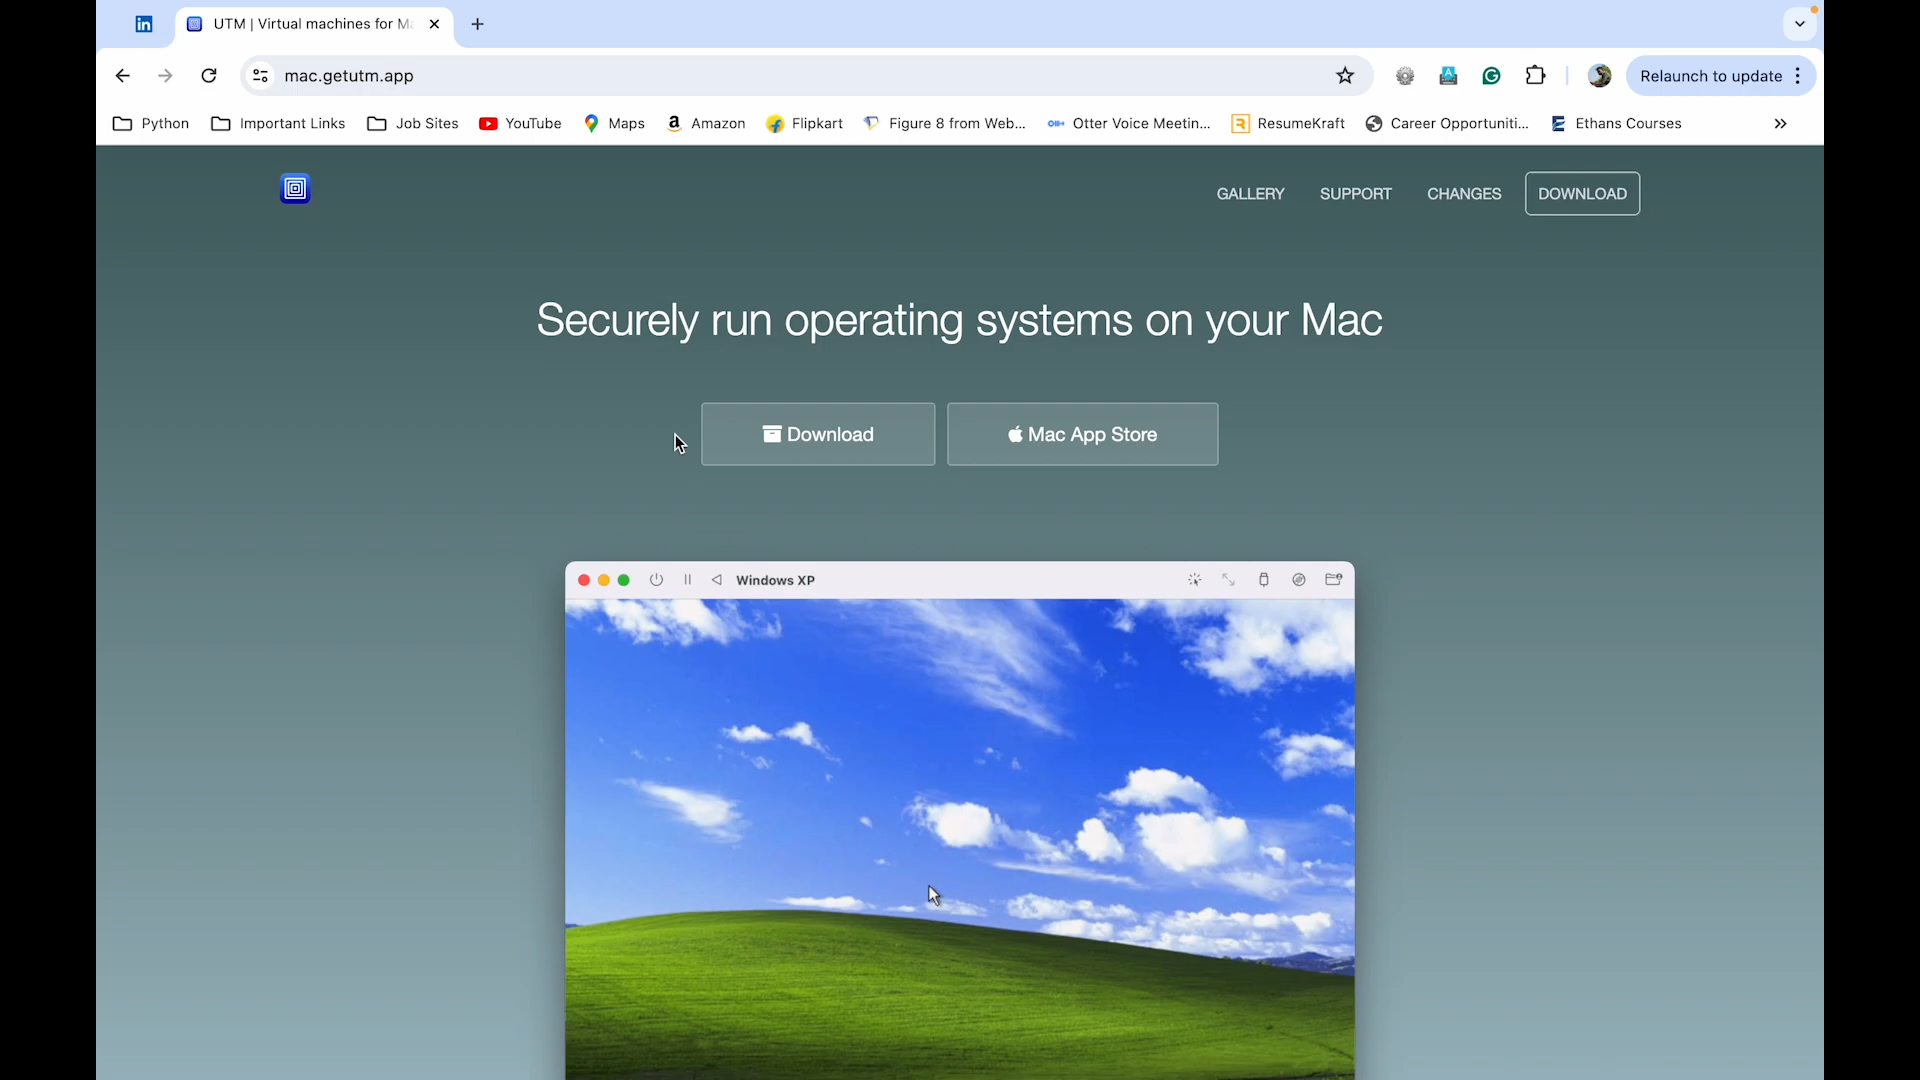 UTM | Virtual machines for Ma
mac.getutm.app
Relaunch to update
Python
Important Links
Job Sites
YouTube
Maps
Amazon
Flipkart
Figure 8 from Web...
Otter Voice Meetin...
ResumeKraft
Career Opportuniti...
Ethans Courses
GALLERY
SUPPORT
CHANGES
DOWNLOAD
Securely run operating systems on your Mac
Download
Mac App Store
Windows XP